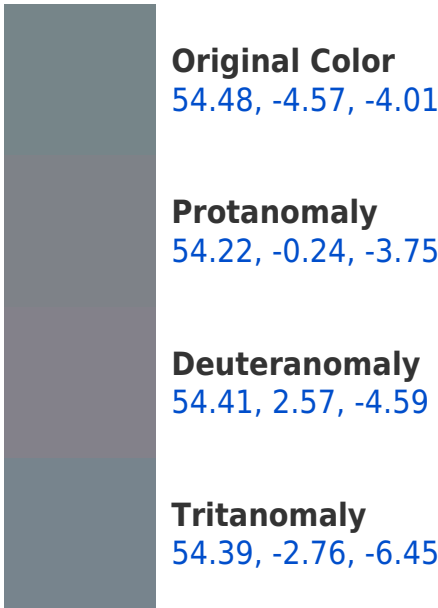 Original Color
54.48, -4.57, -4.01
Protanomaly
54.22, -0.24, -3.75
Deuteranomaly
54.41, 2.57, -4.59
Tritanomaly
54.39, -2.76, -6.45